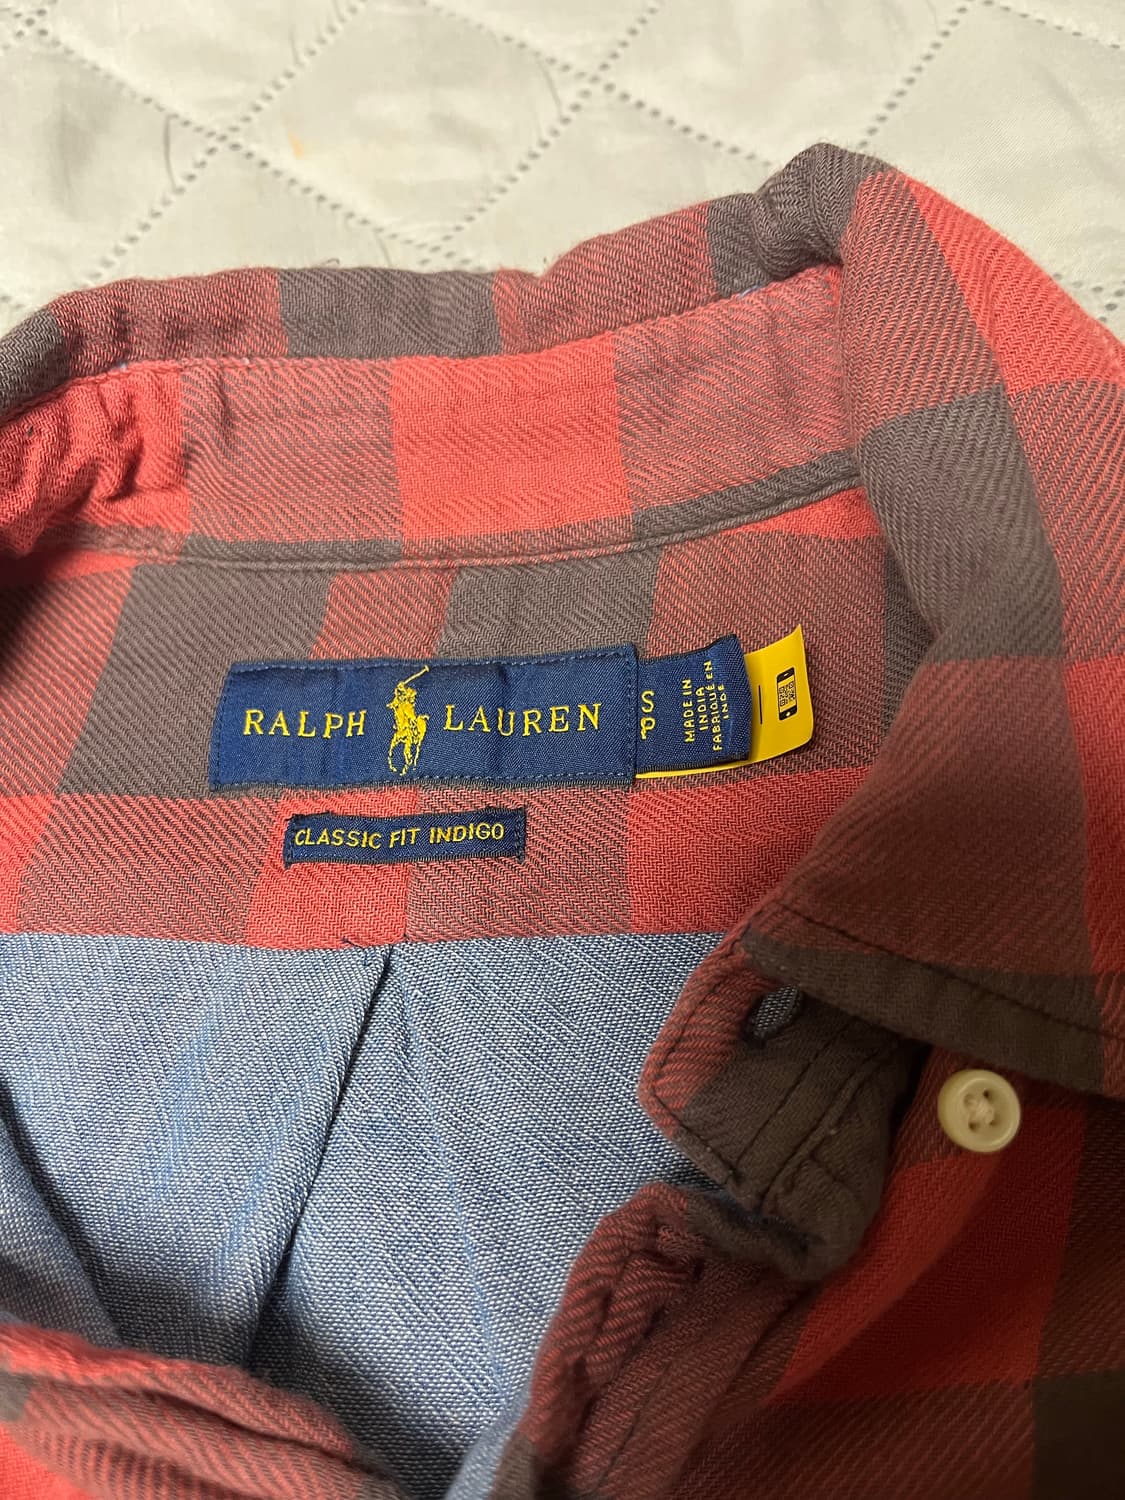 RALPH LAUREN
S
P
MADE IN
INDIA
FABRIQUÉ EN
INDE
CLASSIC FIT INDIGO